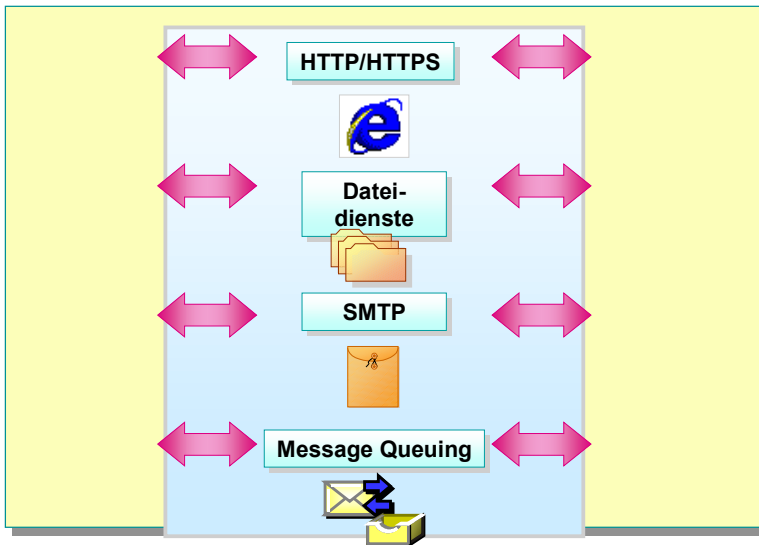 HTTP/HTTPS
Datei-
dienste
SMTP
Message Queuing